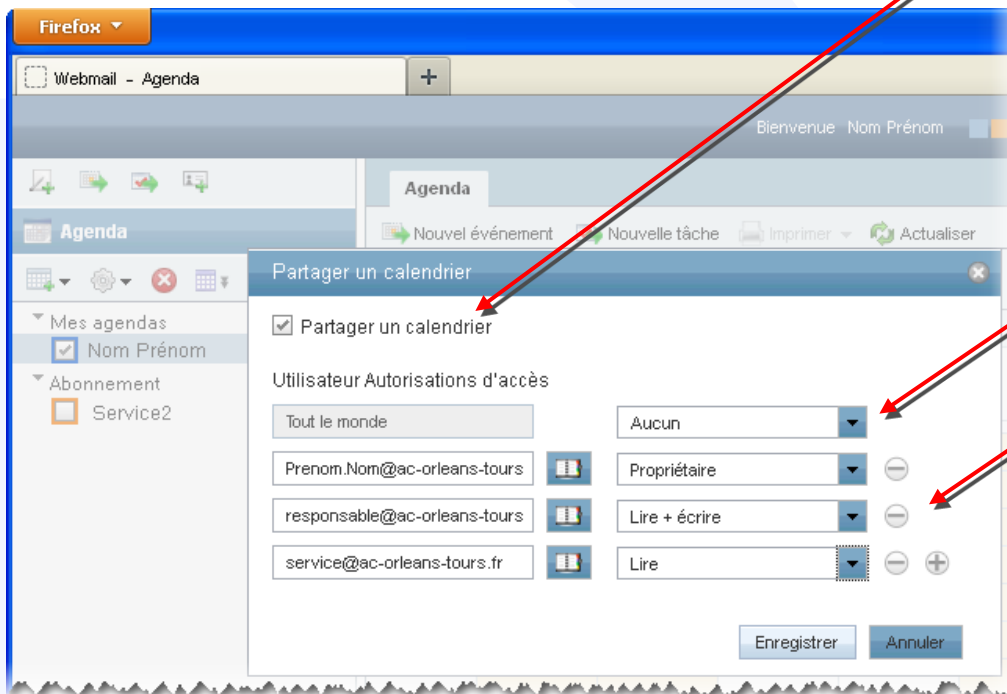 Firefox
Webmail - Agenda
Bienvenue Nom Prénom
Agenda
Agenda
Nouvel événement Nouvelle tâche Imprimer Actualiser
Partager un calendrier
Mes agendas
Nom Prénom
Abonnement
Service2
Partager un calendrier
Utilisateur Autorisations d'accès
Tout le monde Aucun
Prenom.Nom@ac-orleans-tours Propriétaire
responsable@ac-orleans-tours Lire + écrire
service@ac-orleans-tours.fr Lire
Enregistrer Annuler